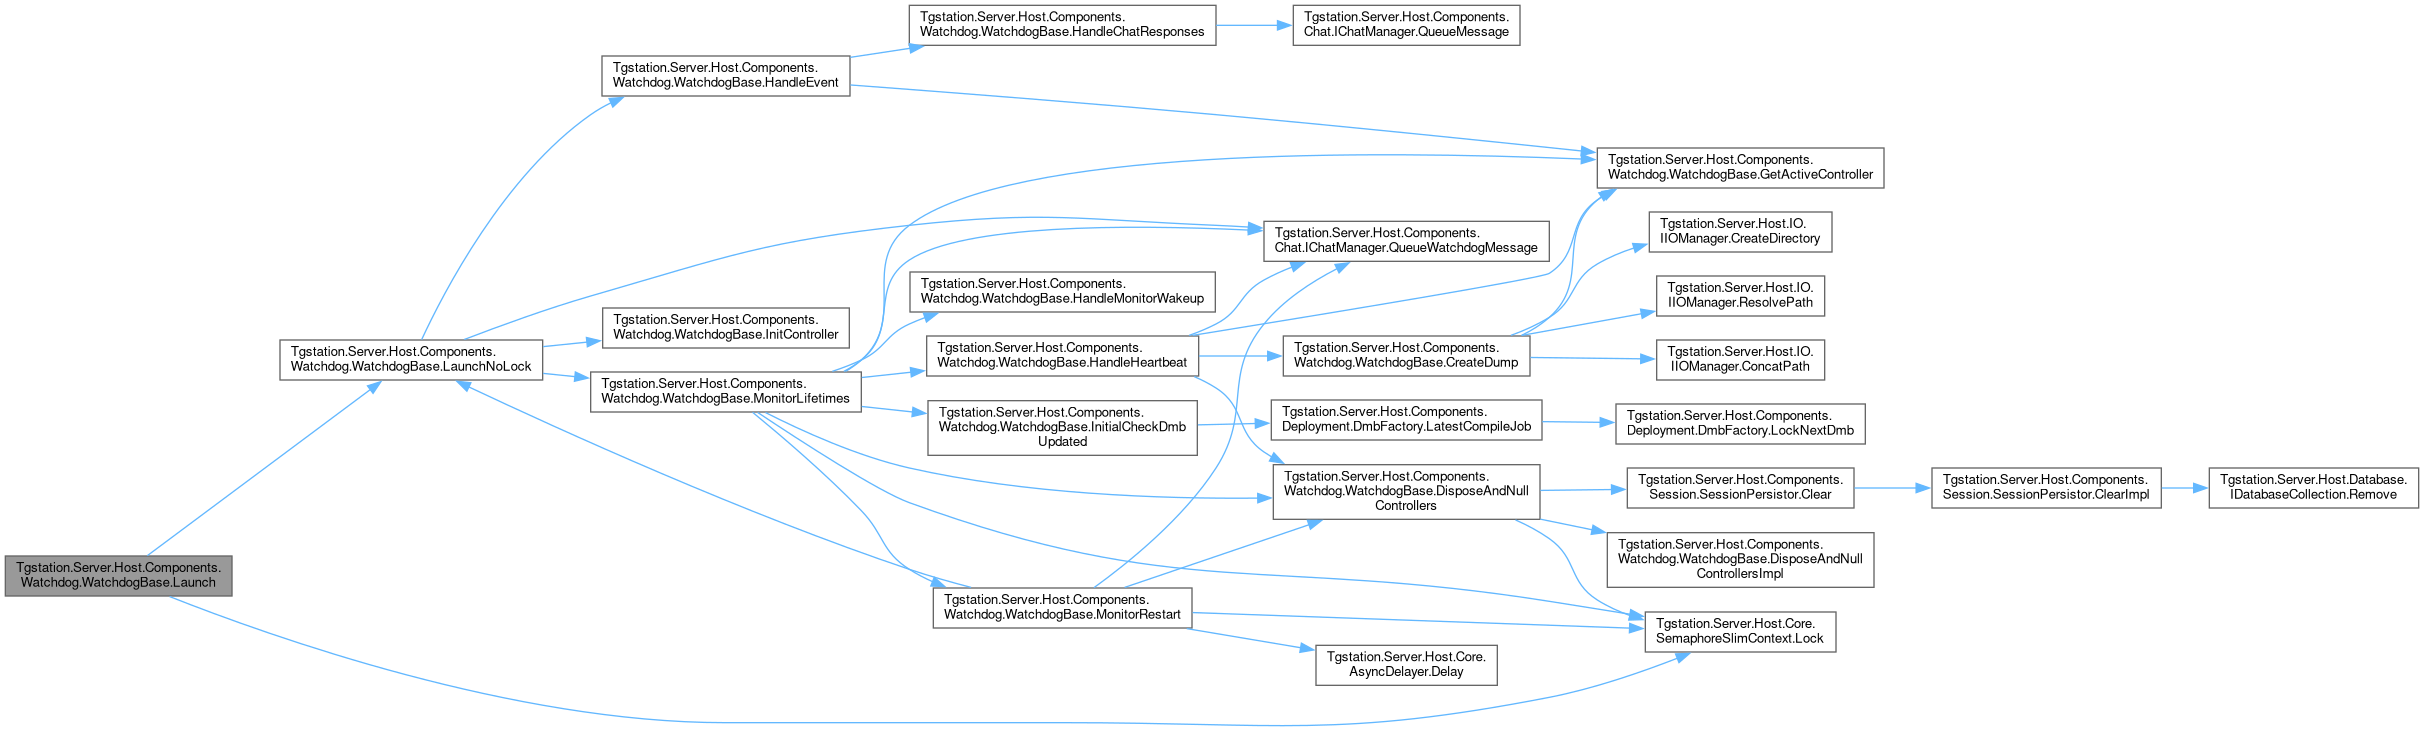 Tgstation.Server.Host.Components.
Watchdog.WatchdogBase.Launch
Tgstation.Server.Host.Components.
Watchdog.WatchdogBase.LaunchNoLock
Tgstation.Server.Host.Components.
Watchdog.WatchdogBase.HandleEvent
Tgstation.Server.Host.Components.
Watchdog.WatchdogBase.HandleChatResponses
Tgstation.Server.Host.Components.
Chat.IChatManager.QueueMessage
Tgstation.Server.Host.Components.
Watchdog.WatchdogBase.GetActiveController
Tgstation.Server.Host.Components.
Chat.IChatManager.QueueWatchdogMessage
Tgstation.Server.Host.Components.
Watchdog.WatchdogBase.InitController
Tgstation.Server.Host.Components.
Watchdog.WatchdogBase.MonitorLifetimes
Tgstation.Server.Host.Components.
Watchdog.WatchdogBase.HandleMonitorWakeup
Tgstation.Server.Host.Components.
Watchdog.WatchdogBase.HandleHeartbeat
Tgstation.Server.Host.Components.
Watchdog.WatchdogBase.CreateDump
Tgstation.Server.Host.IO.
IIOManager.CreateDirectory
Tgstation.Server.Host.IO.
IIOManager.ResolvePath
Tgstation.Server.Host.IO.
IIOManager.ConcatPath
Tgstation.Server.Host.Components.
Watchdog.WatchdogBase.InitialCheckDmb
Updated
Tgstation.Server.Host.Components.
Deployment.DmbFactory.LatestCompileJob
Tgstation.Server.Host.Components.
Deployment.DmbFactory.LockNextDmb
Tgstation.Server.Host.Components.
Watchdog.WatchdogBase.DisposeAndNull
Controllers
Tgstation.Server.Host.Components.
Session.SessionPersistor.Clear
Tgstation.Server.Host.Components.
Session.SessionPersistor.ClearImpl
Tgstation.Server.Host.Database.
IDatabaseCollection.Remove
Tgstation.Server.Host.Components.
Watchdog.WatchdogBase.DisposeAndNull
ControllersImpl
Tgstation.Server.Host.Components.
Watchdog.WatchdogBase.MonitorRestart
Tgstation.Server.Host.Core.
SemaphoreSlimContext.Lock
Tgstation.Server.Host.Core.
AsyncDelayer.Delay